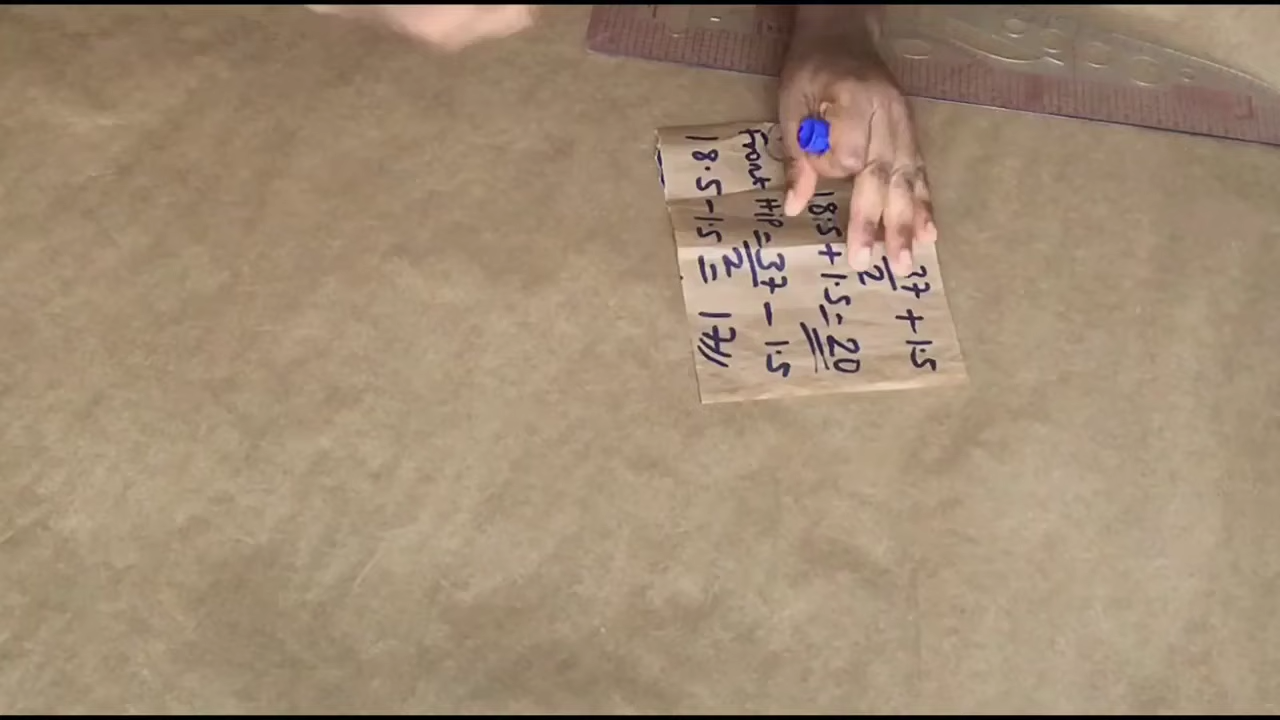 37/2 + 1.5
18.5 + 1.5 = 20
Front Hip = 37/2 - 1.5
18.5 - 1.5 = 17//